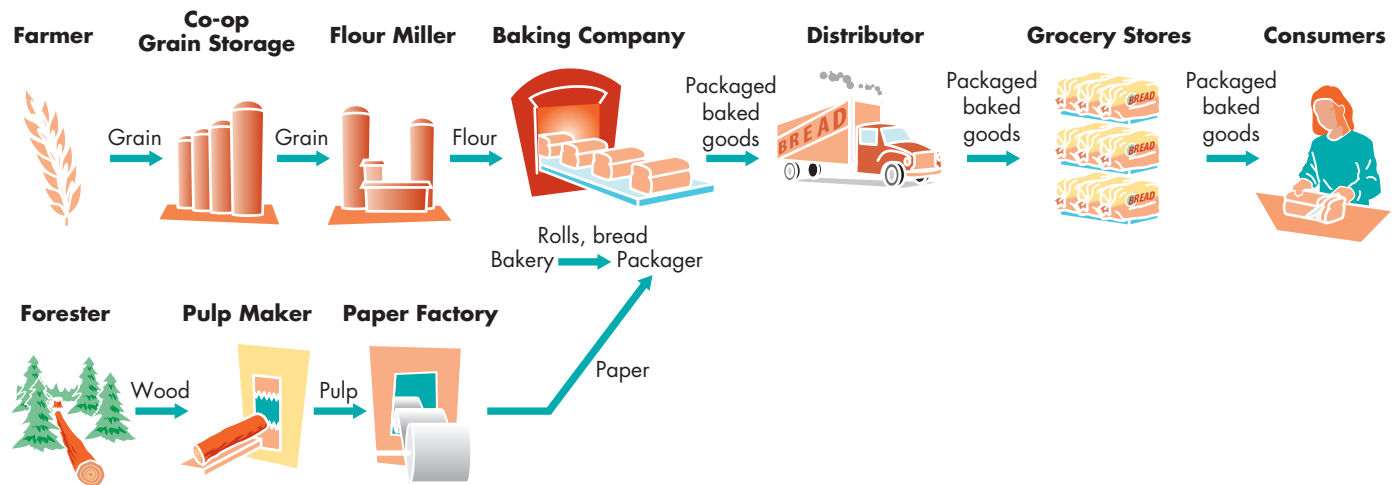 Farmer
Co-op
Grain Storage
Flour Miller
Baking Company
Distributor
Grocery Stores
Consumers
Grain
Grain
Flour
Packaged
baked
goods
BREAD
Packaged
baked
goods
BREAD
BREAD
BREAD
Packaged
baked
goods
Rolls, bread
Bakery
Packager
Forester
Pulp Maker
Paper Factory
Wood
Pulp
Paper